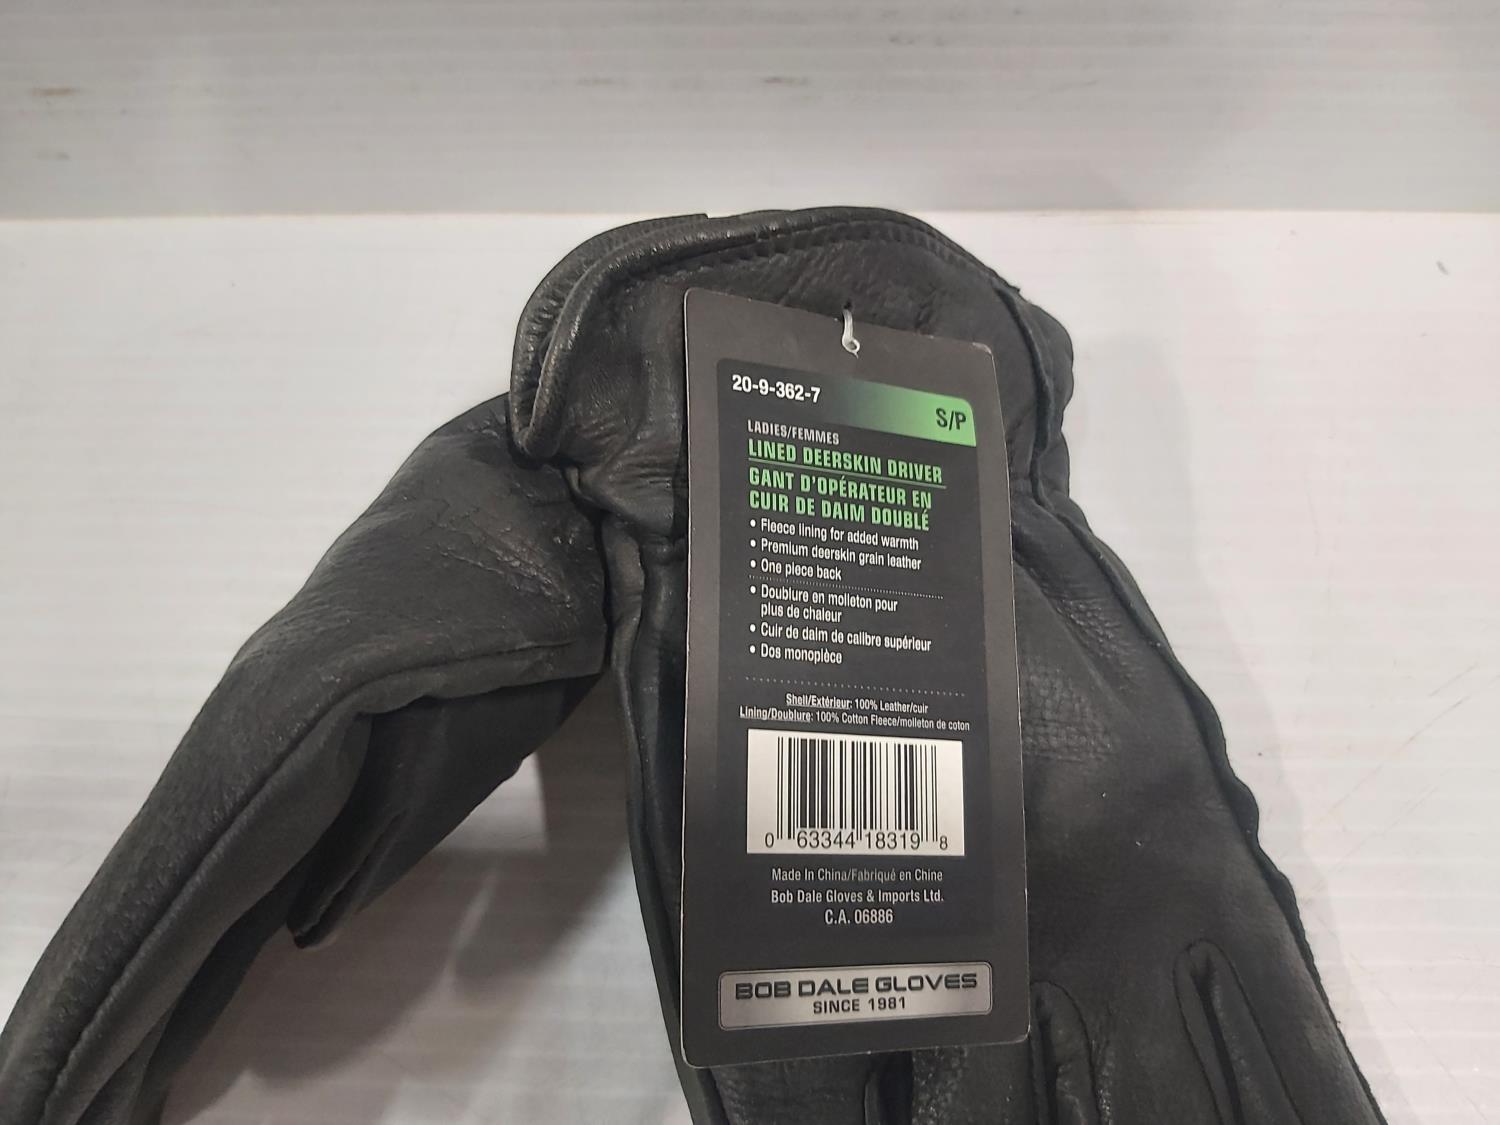 20-9-362-7
S/P
LADIES/FEMMES
LINED DEERSKIN DRIVER
GANT D'OPÉRATEUR EN
CUIR DE DAIM DOUBLÉ
• Fleece lining for added warmth
• Premium deerskin grain leather
• One piece back
• Doublure en molleton pour
plus de chaleur
• Cuir de daim de calibre supérieur
• Dos monopièce
Shell/Extérieur: 100% Leather/cuir
Lining/Doublure: 100% Cotton Fleece/molleton de coton
0 63344 18319 8
Made In China/Fabriqué en Chine
Bob Dale Gloves & Imports Ltd.
C.A. 06886
BOB DALE GLOVES
SINCE 1981